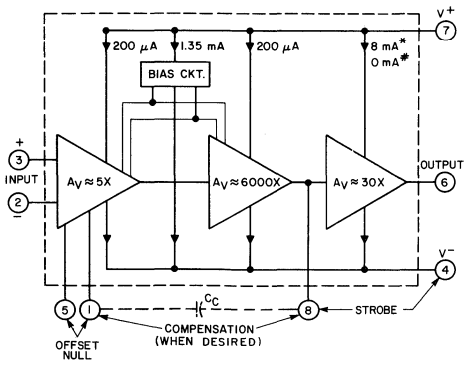 V+
7
200 μA
1.35 mA
200 μA
8 mA*
0 mA#
BIAS CKT.
+
3
INPUT
2
−
AV ≈ 5X
AV ≈ 6000X
AV ≈ 30X
OUTPUT
6
V−
4
5
1
CC
8
STROBE
COMPENSATION
(WHEN DESIRED)
OFFSET
NULL